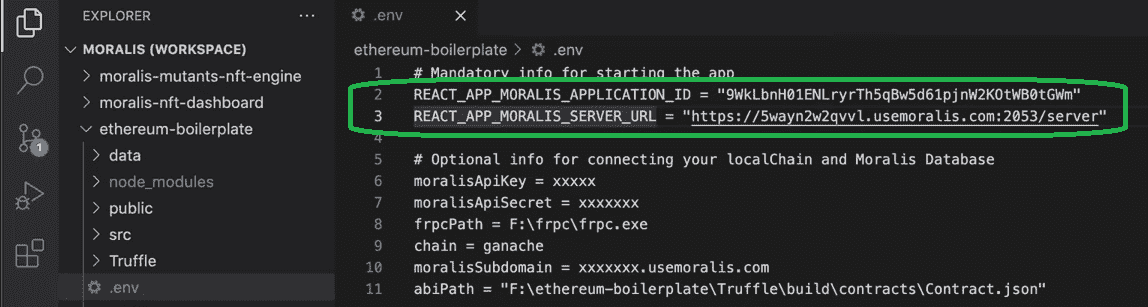 EXPLORER
MORALIS (WORKSPACE)
moralis-mutants-nft-engine
moralis-nft-dashboard
ethereum-boilerplate
data
node_modules
public
src
Truffle
.env
1
.env
ethereum-boilerplate > .env
1 # Mandatory info for starting the app
2 REACT_APP_MORALIS_APPLICATION_ID = "9WkLbnH01ENLryrTh5qBw5d61pjnW2KOtWB0tGWm"
3 REACT_APP_MORALIS_SERVER_URL = "https://5wayn2w2qvvl.usemoralis.com:2053/server"
4
5 # Optional info for connecting your localChain and Moralis Database
6 moralisApiKey = xxxxx
7 moralisApiSecret = xxxxxxx
8 frpcPath = F:\frpc\frpc.exe
9 chain = ganache
10 moralisSubdomain = xxxxxxx.usemoralis.com
11 abiPath = "F:\ethereum-boilerplate\Truffle\build\contracts\Contract.json"